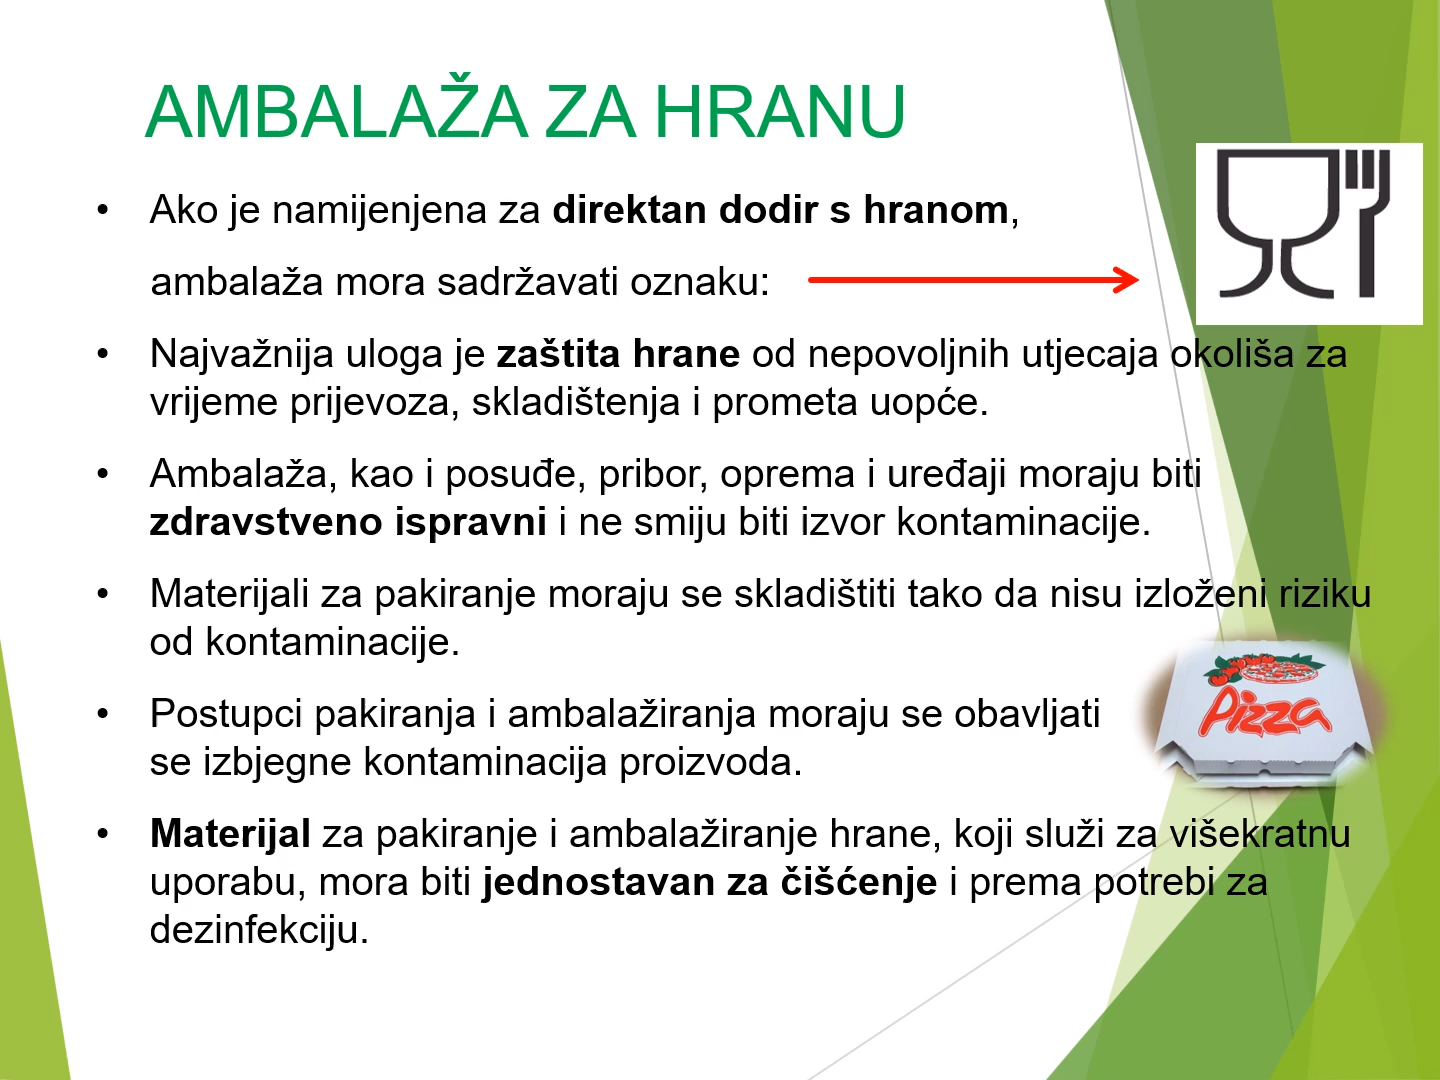 AMBALAŽA ZA HRANU
• Ako je namijenjena za direktan dodir s hranom,
ambalaža mora sadržavati oznaku:
• Najvažnija uloga je zaštita hrane od nepovoljnih utjecaja okoliša za
vrijeme prijevoza, skladištenja i prometa uopće.
• Ambalaža, kao i posuđe, pribor, oprema i uređaji moraju biti
zdravstveno ispravni i ne smiju biti izvor kontaminacije.
• Materijali za pakiranje moraju se skladištiti tako da nisu izloženi riziku
od kontaminacije.
• Postupci pakiranja i ambalažiranja moraju se obavljati
se izbjegne kontaminacija proizvoda.
Pizza
• Materijal za pakiranje i ambalažiranje hrane, koji služi za višekratnu
uporabu, mora biti jednostavan za čišćenje i prema potrebi za
dezinfekciju.